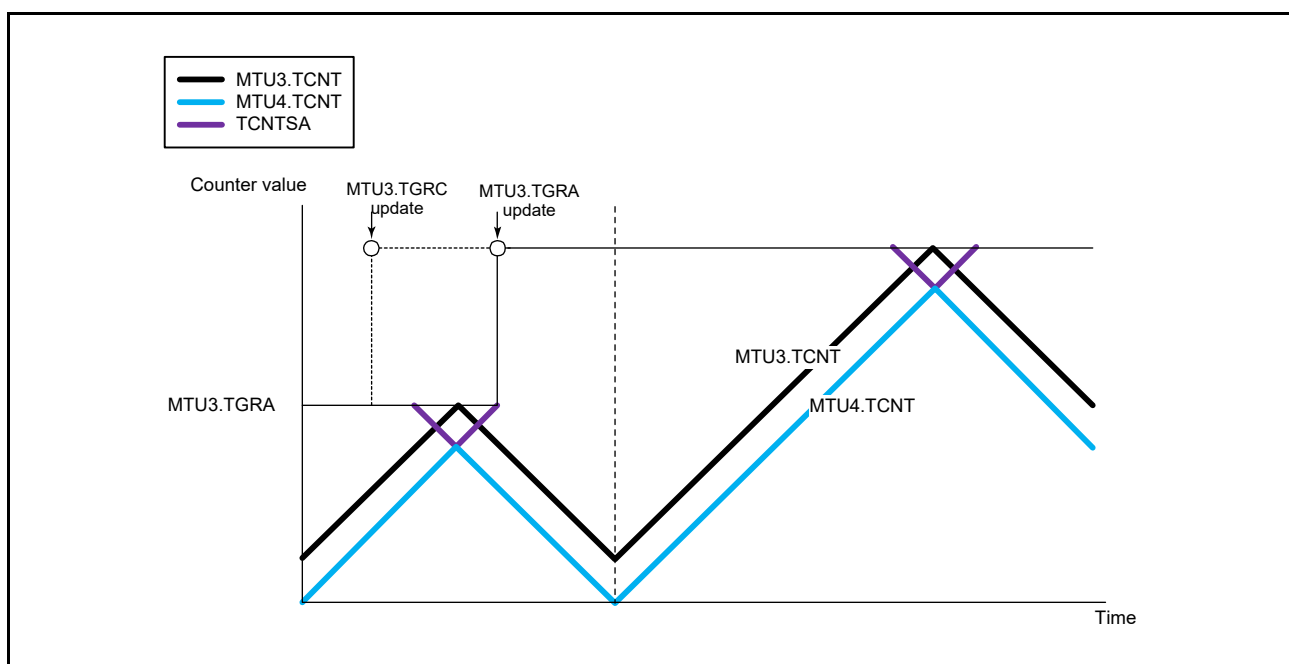 MTU3.TCNT
MTU4.TCNT
TCNTSA
Counter value
MTU3.TGRC
update
MTU3.TGRA
update
MTU3.TCNT
MTU3.TGRA
MTU4.TCNT
Time